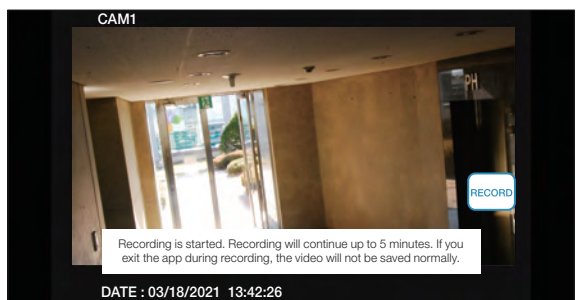 CAM1
PH
RECORD
Recording is started. Recording will continue up to 5 minutes. If you
exit the app during recording, the video will not be saved normally.
DATE : 03/18/2021 13:42:26